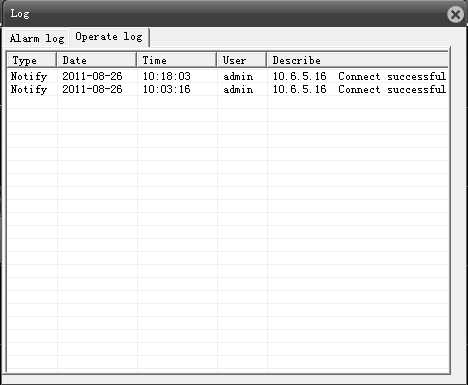 Log
Alarm log Operate log
Type Date Time User Describe
Notify 2011-08-26 10:18:03 admin 10.6.5.16 Connect successful
Notify 2011-08-26 10:03:16 admin 10.6.5.16 Connect successful